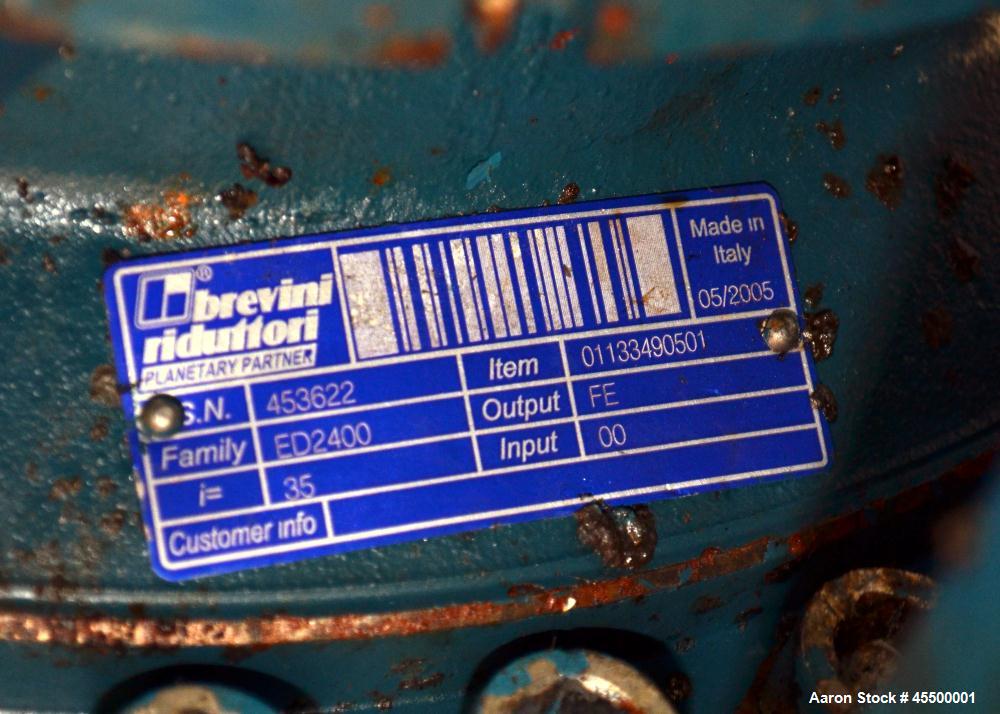 ® brevini
riduttori
PLANETARY PARTNER
Made in
Italy
05/2005
S.N. 453622 Item 01133490501
Family ED2400 Output FE
i= 35 Input 00
Customer info
Aaron Stock # 45500001